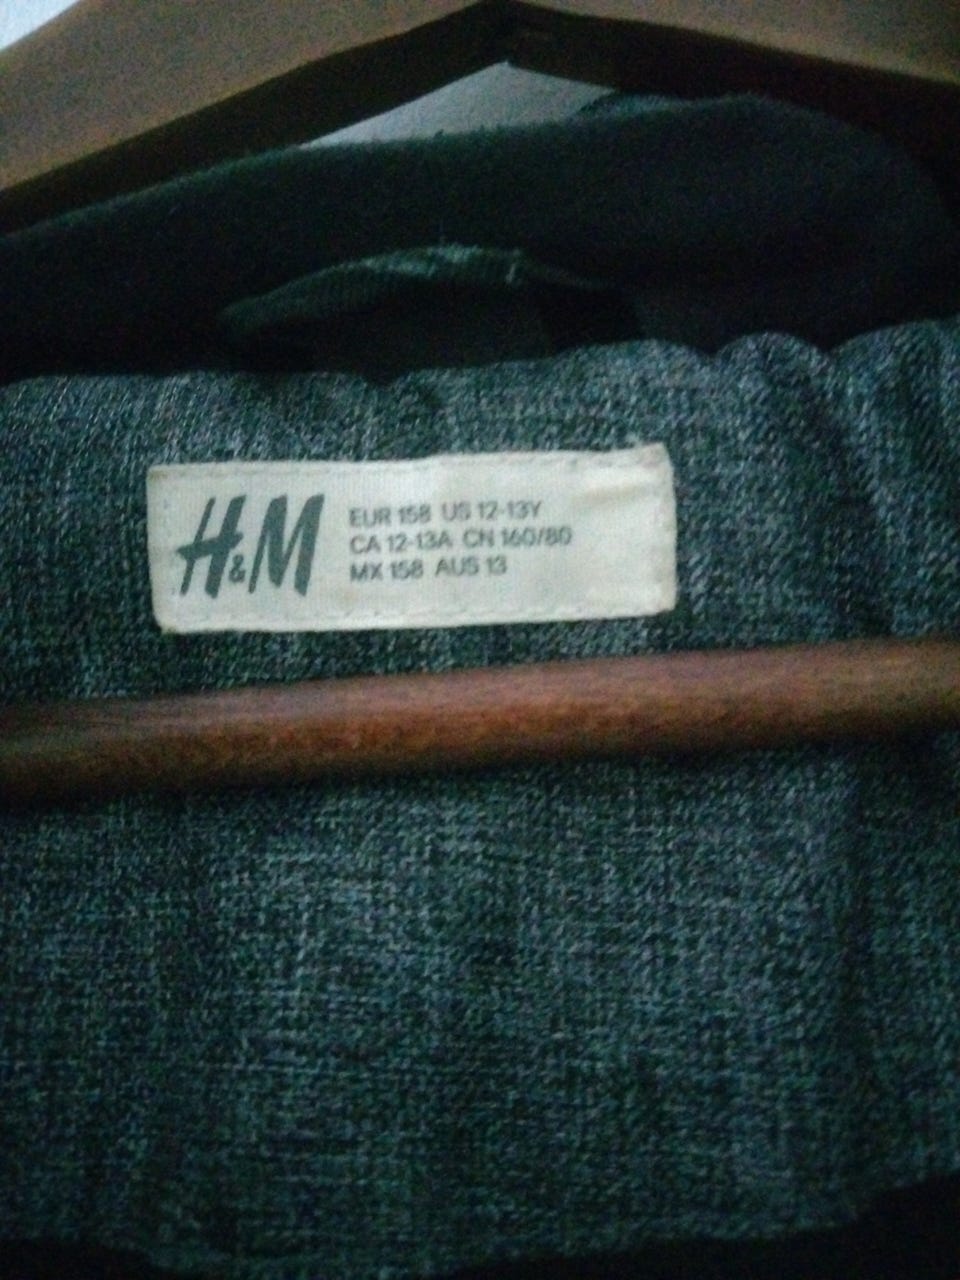 H&M
EUR 158 US 12-13Y
CA 12-13A CN 160/80
MX 158 AUS 13